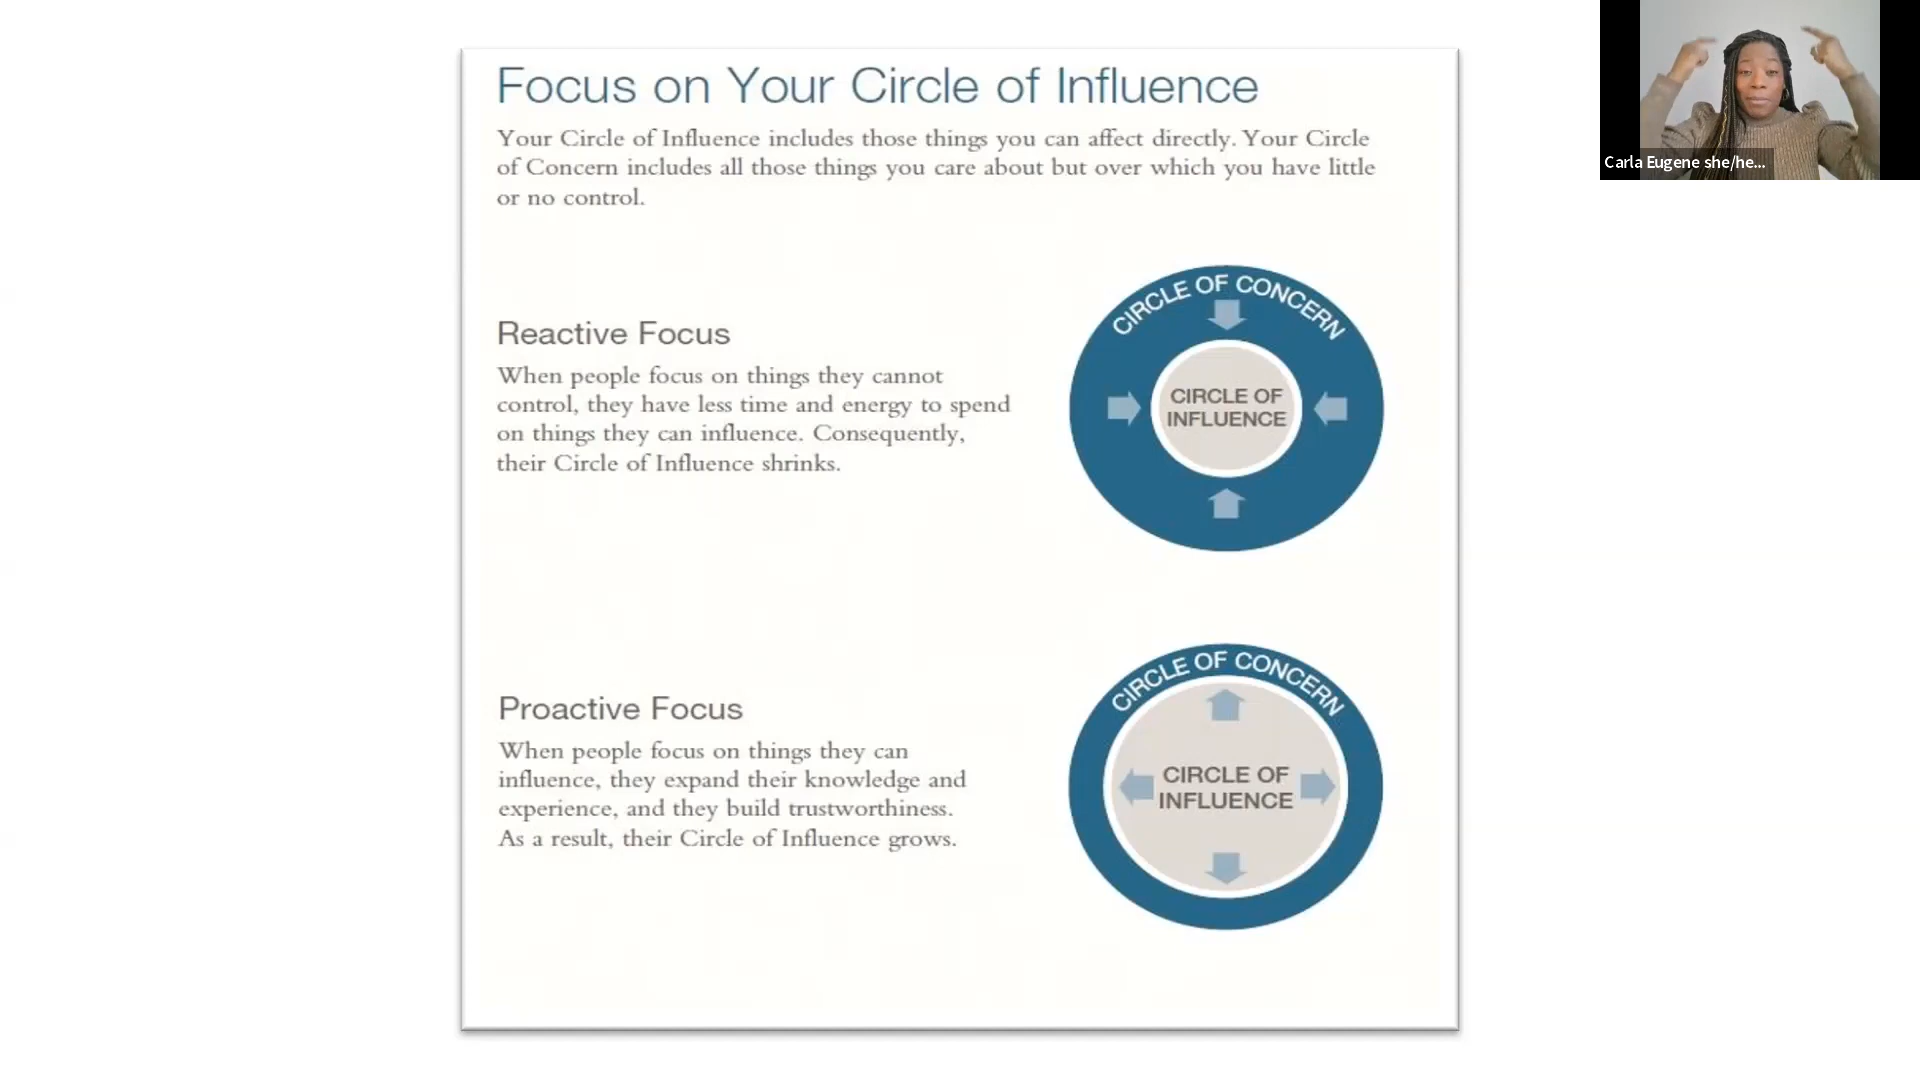 Focus on Your Circle of Influence
Your Circle of Influence includes those things you can affect directly. Your Circle
of Concern includes all those things you care about but over which you have little
or no control.
Reactive Focus
When people focus on things they cannot
control, they have less time and energy to spend
on things they can influence. Consequently,
their Circle of Influence shrinks.
CIRCLE OF CONCERN
CIRCLE OF
INFLUENCE
Proactive Focus
When people focus on things they can
influence, they expand their knowledge and
experience, and they build trustworthiness.
As a result, their Circle of Influence grows.
CIRCLE OF CONCERN
CIRCLE OF
INFLUENCE
Carla Eugene she/he...